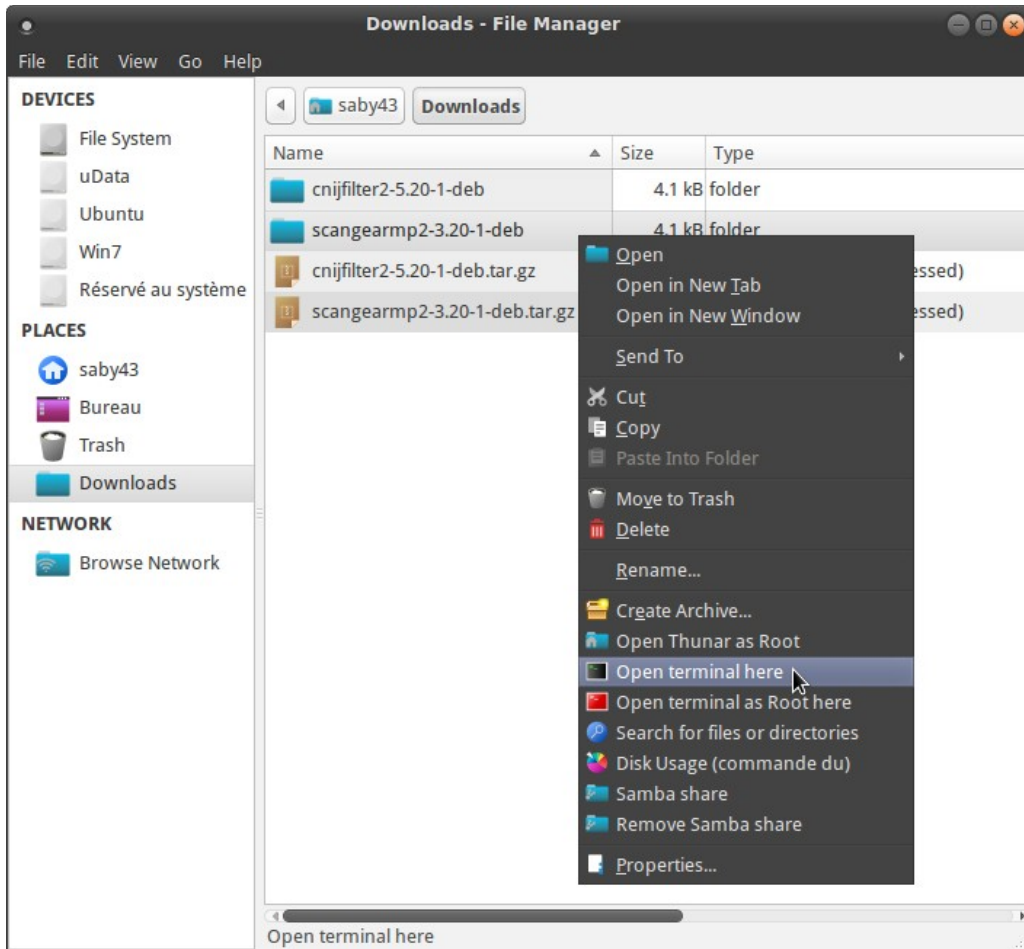 Downloads - File Manager
File Edit View Go Help
DEVICES
File System
uData
Ubuntu
Win7
Réservé au système
PLACES
saby43
Bureau
Trash
Downloads
NETWORK
Browse Network
saby43 Downloads
Name Size Type
cnijfilter2-5.20-1-deb 4.1 kB folder
scangearmp2-3.20-1-deb 4.1 kB folder
cnijfilter2-5.20-1-deb.tar.gz essed)
scangearmp2-3.20-1-deb.tar.gz essed)
Open
Open in New Tab
Open in New Window
Send To
Cut
Copy
Paste Into Folder
Move to Trash
Delete
Rename...
Create Archive...
Open Thunar as Root
Open terminal here
Open terminal as Root here
Search for files or directories
Disk Usage (commande du)
Samba share
Remove Samba share
Properties...
Open terminal here